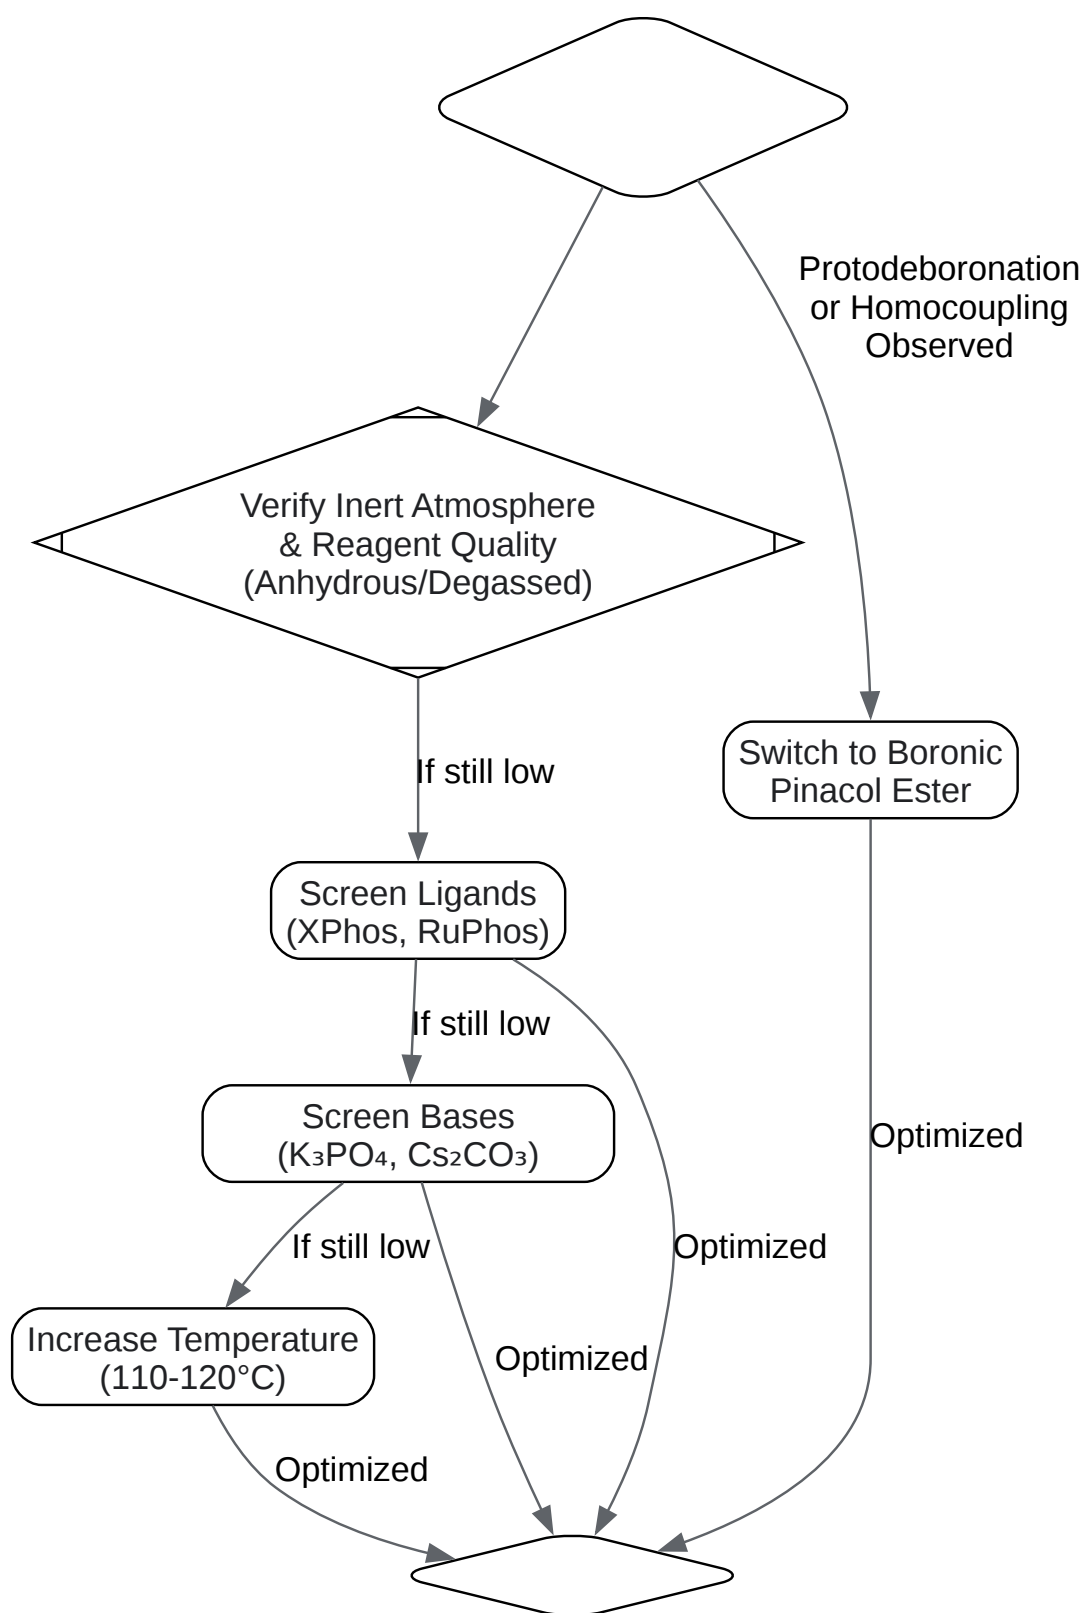 Protodeboronation
or Homocoupling
Observed
Verify Inert Atmosphere
& Reagent Quality
(Anhydrous/Degassed)
Switch to Boronic
Pinacol Ester
If still low
Screen Ligands
(XPhos, RuPhos)
If still low
Screen Bases
(K₃PO₄, Cs₂CO₃)
Optimized
If still low
Optimized
Increase Temperature
(110-120°C)
Optimized
Optimized